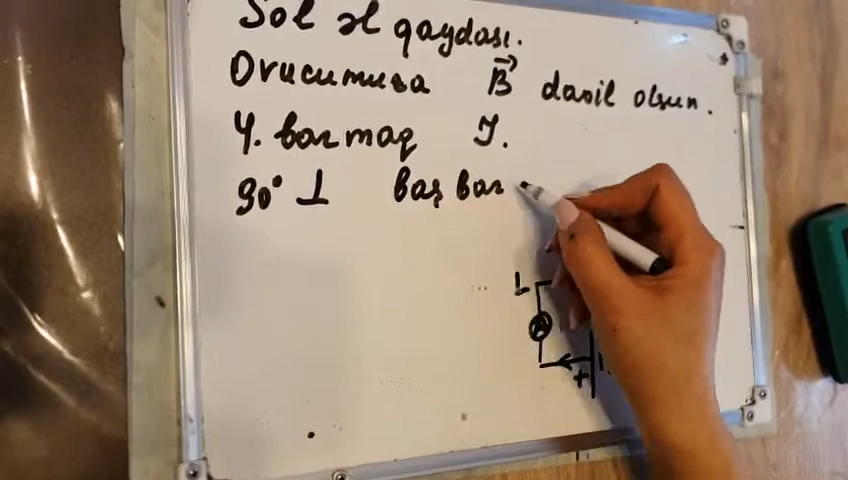 Sol əl qaydası.
Ovucumuza B⃗ daxil olsun.
4. barmaq I.
90° ⊥ baş bar
L
A
+